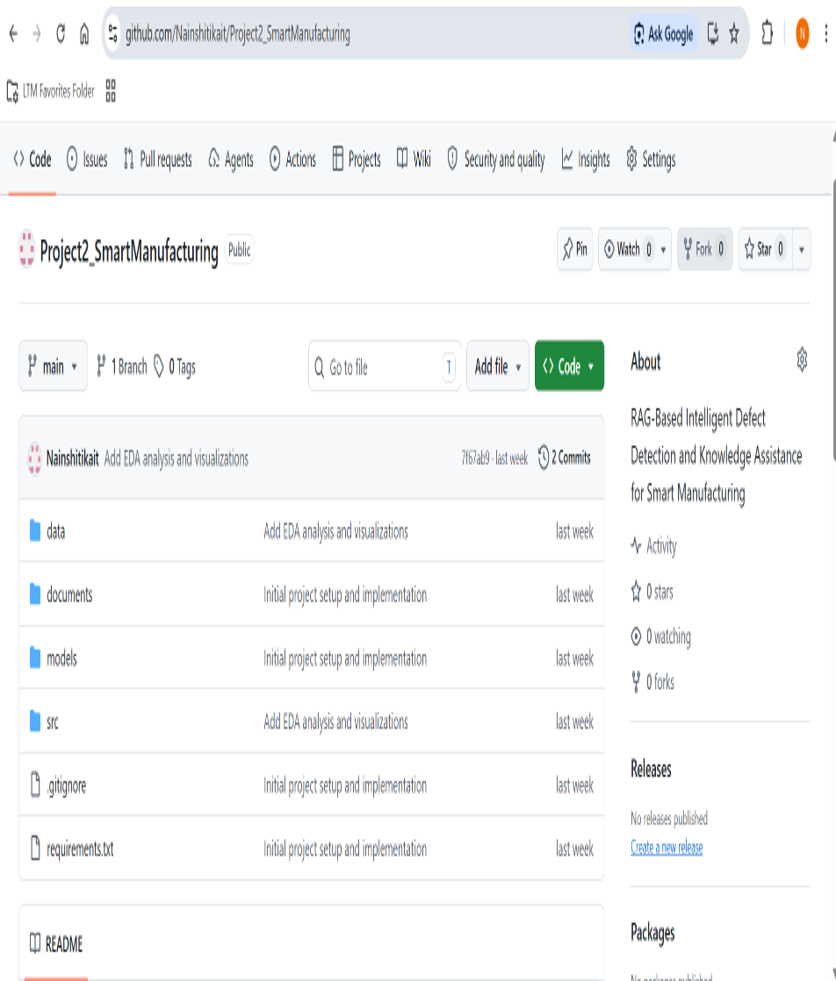 github.com/Nainshitikait/Project2_SmartManufacturing Ask Google N
LTM Favorites Folder
Code Issues Pull requests Agents Actions Projects Wiki Security and quality Insights Settings
Project2_SmartManufacturing Public Pin Watch 0 Fork 0 Star 0
main 1 Branch 0 Tags Go to file T Add file Code
Nainshitikait Add EDA analysis and visualizations 7f67ab9 · last week 2 Commits
data Add EDA analysis and visualizations last week
documents Initial project setup and implementation last week
models Initial project setup and implementation last week
src Add EDA analysis and visualizations last week
.gitignore Initial project setup and implementation last week
requirements.txt Initial project setup and implementation last week
README
About
RAG-Based Intelligent Defect
Detection and Knowledge Assistance
for Smart Manufacturing
Activity
0 stars
0 watching
0 forks
Releases
No releases published
Create a new release
Packages